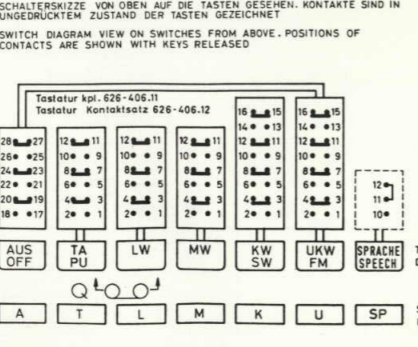 SCHALTERSKIZZE VON OBEN AUF DIE TASTEN GESEHEN. KONTAKTE SIND IN
UNGEDRÜCKTEM ZUSTAND DER TASTEN GEZEICHNET
SWITCH DIAGRAM VIEW ON SWITCHES FROM ABOVE. POSITIONS OF
CONTACTS ARE SHOWN WITH KEYS RELEASED
Tastatur kpl. 626-406.11
Tastatur Kontaktsatz 626-406.12
16 15 16 15
14 13 14 13
28 27 12 11 12 11 12 11 12 11 12 11
26 25 10 9 10 9 10 9 10 9 10 9
24 23 8 7 8 7 8 7 8 7 8 7
22 21 6 5 6 5 6 5 6 5 6 5 12
20 19 4 3 4 3 4 3 4 3 4 3 11
18 17 2 1 2 1 2 1 2 1 2 1 10
AUS TA LW MW KW UKW SPRACHE
OFF PU SW FM SPEECH
A T L M K U SP